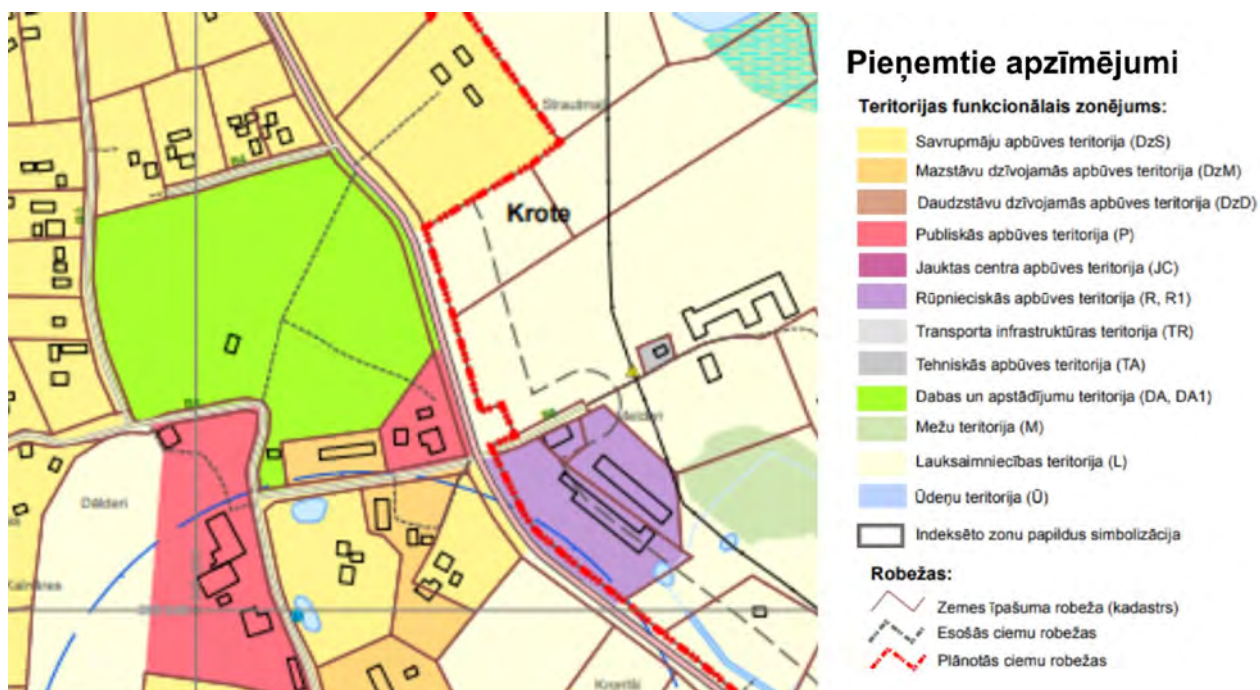 Strautmaļi
Krote
Dālderi
Pieņemtie apzīmējumi
Teritorijas funkcionālais zonējums:
Savrupmāju apbūves teritorija (DzS)
Mazstāvu dzīvojamās apbūves teritorija (DzM)
Daudzstāvu dzīvojamās apbūves teritorija (DzD)
Publiskās apbūves teritorija (P)
Jauktas centra apbūves teritorija (JC)
Rūpnieciskās apbūves teritorija (R, R1)
Transporta infrastruktūras teritorija (TR)
Tehniskās apbūves teritorija (TA)
Dabas un apstādījumu teritorija (DA, DA1)
Mežu teritorija (M)
Lauksaimniecības teritorija (L)
Ūdeņu teritorija (Ū)
Indeksēto zonu papildus simbolizācija
Robežas:
Zemes īpašuma robeža (kadastrs)
Esošās ciemu robežas
Plānotās ciemu robežas